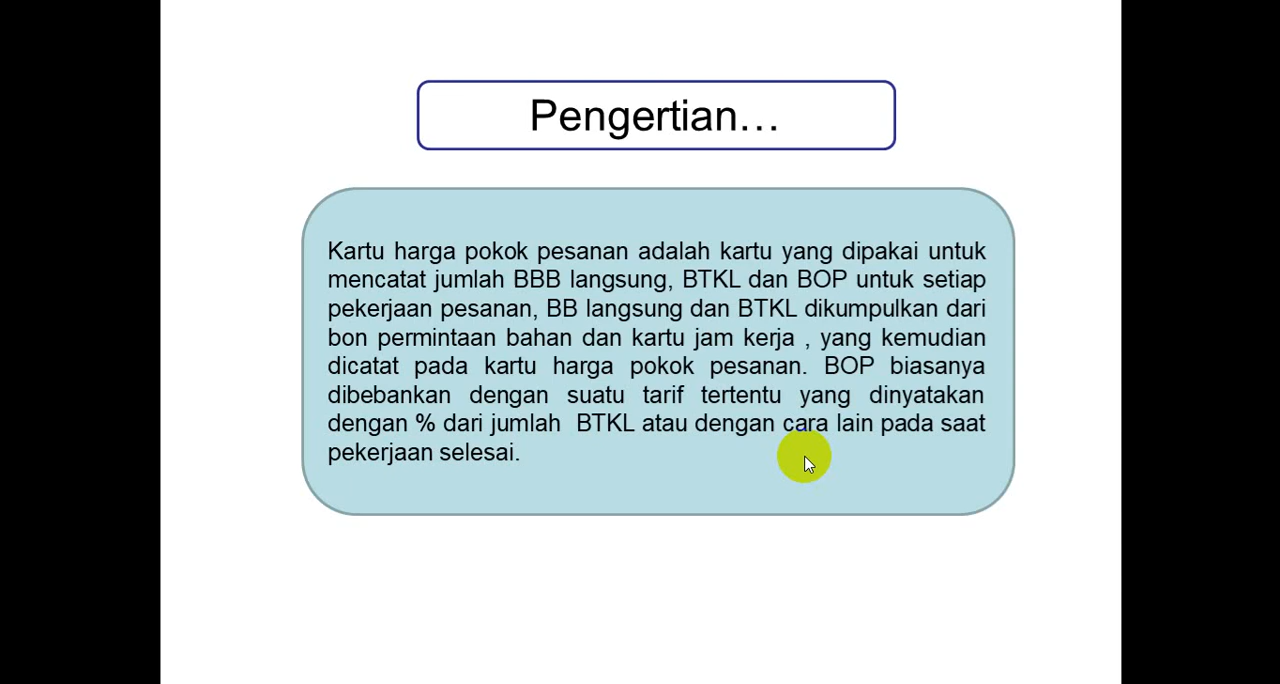 Pengertian...
Kartu harga pokok pesanan adalah kartu yang dipakai untuk
mencatat jumlah BBB langsung, BTKL dan BOP untuk setiap
pekerjaan pesanan, BB langsung dan BTKL dikumpulkan dari
bon permintaan bahan dan kartu jam kerja , yang kemudian
dicatat pada kartu harga pokok pesanan. BOP biasanya
dibebankan dengan suatu tarif tertentu yang dinyatakan
dengan % dari jumlah  BTKL atau dengan cara lain pada saat
pekerjaan selesai.